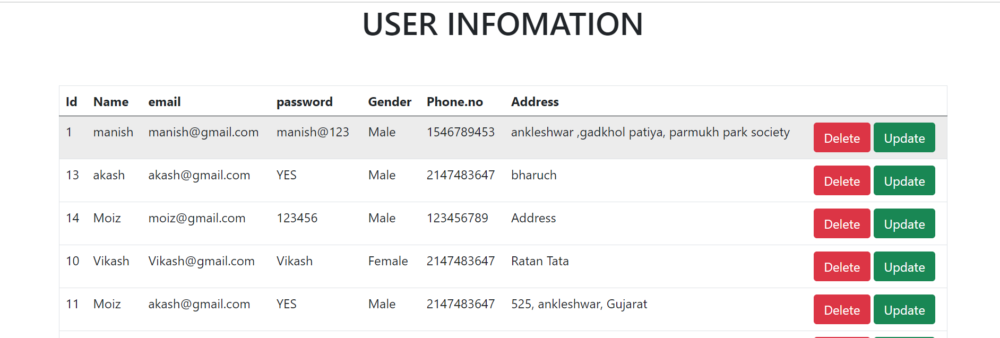 USER INFOMATION
Id Name email password Gender Phone.no Address
1 manish manish@gmail.com manish@123 Male 1546789453 ankleshwar ,gadkhol patiya, parmukh park society Delete Update
13 akash akash@gmail.com YES Male 2147483647 bharuch Delete Update
14 Moiz moiz@gmail.com 123456 Male 123456789 Address Delete Update
10 Vikash Vikash@gmail.com Vikash Female 2147483647 Ratan Tata Delete Update
11 Moiz akash@gmail.com YES Male 2147483647 525, ankleshwar, Gujarat Delete Update